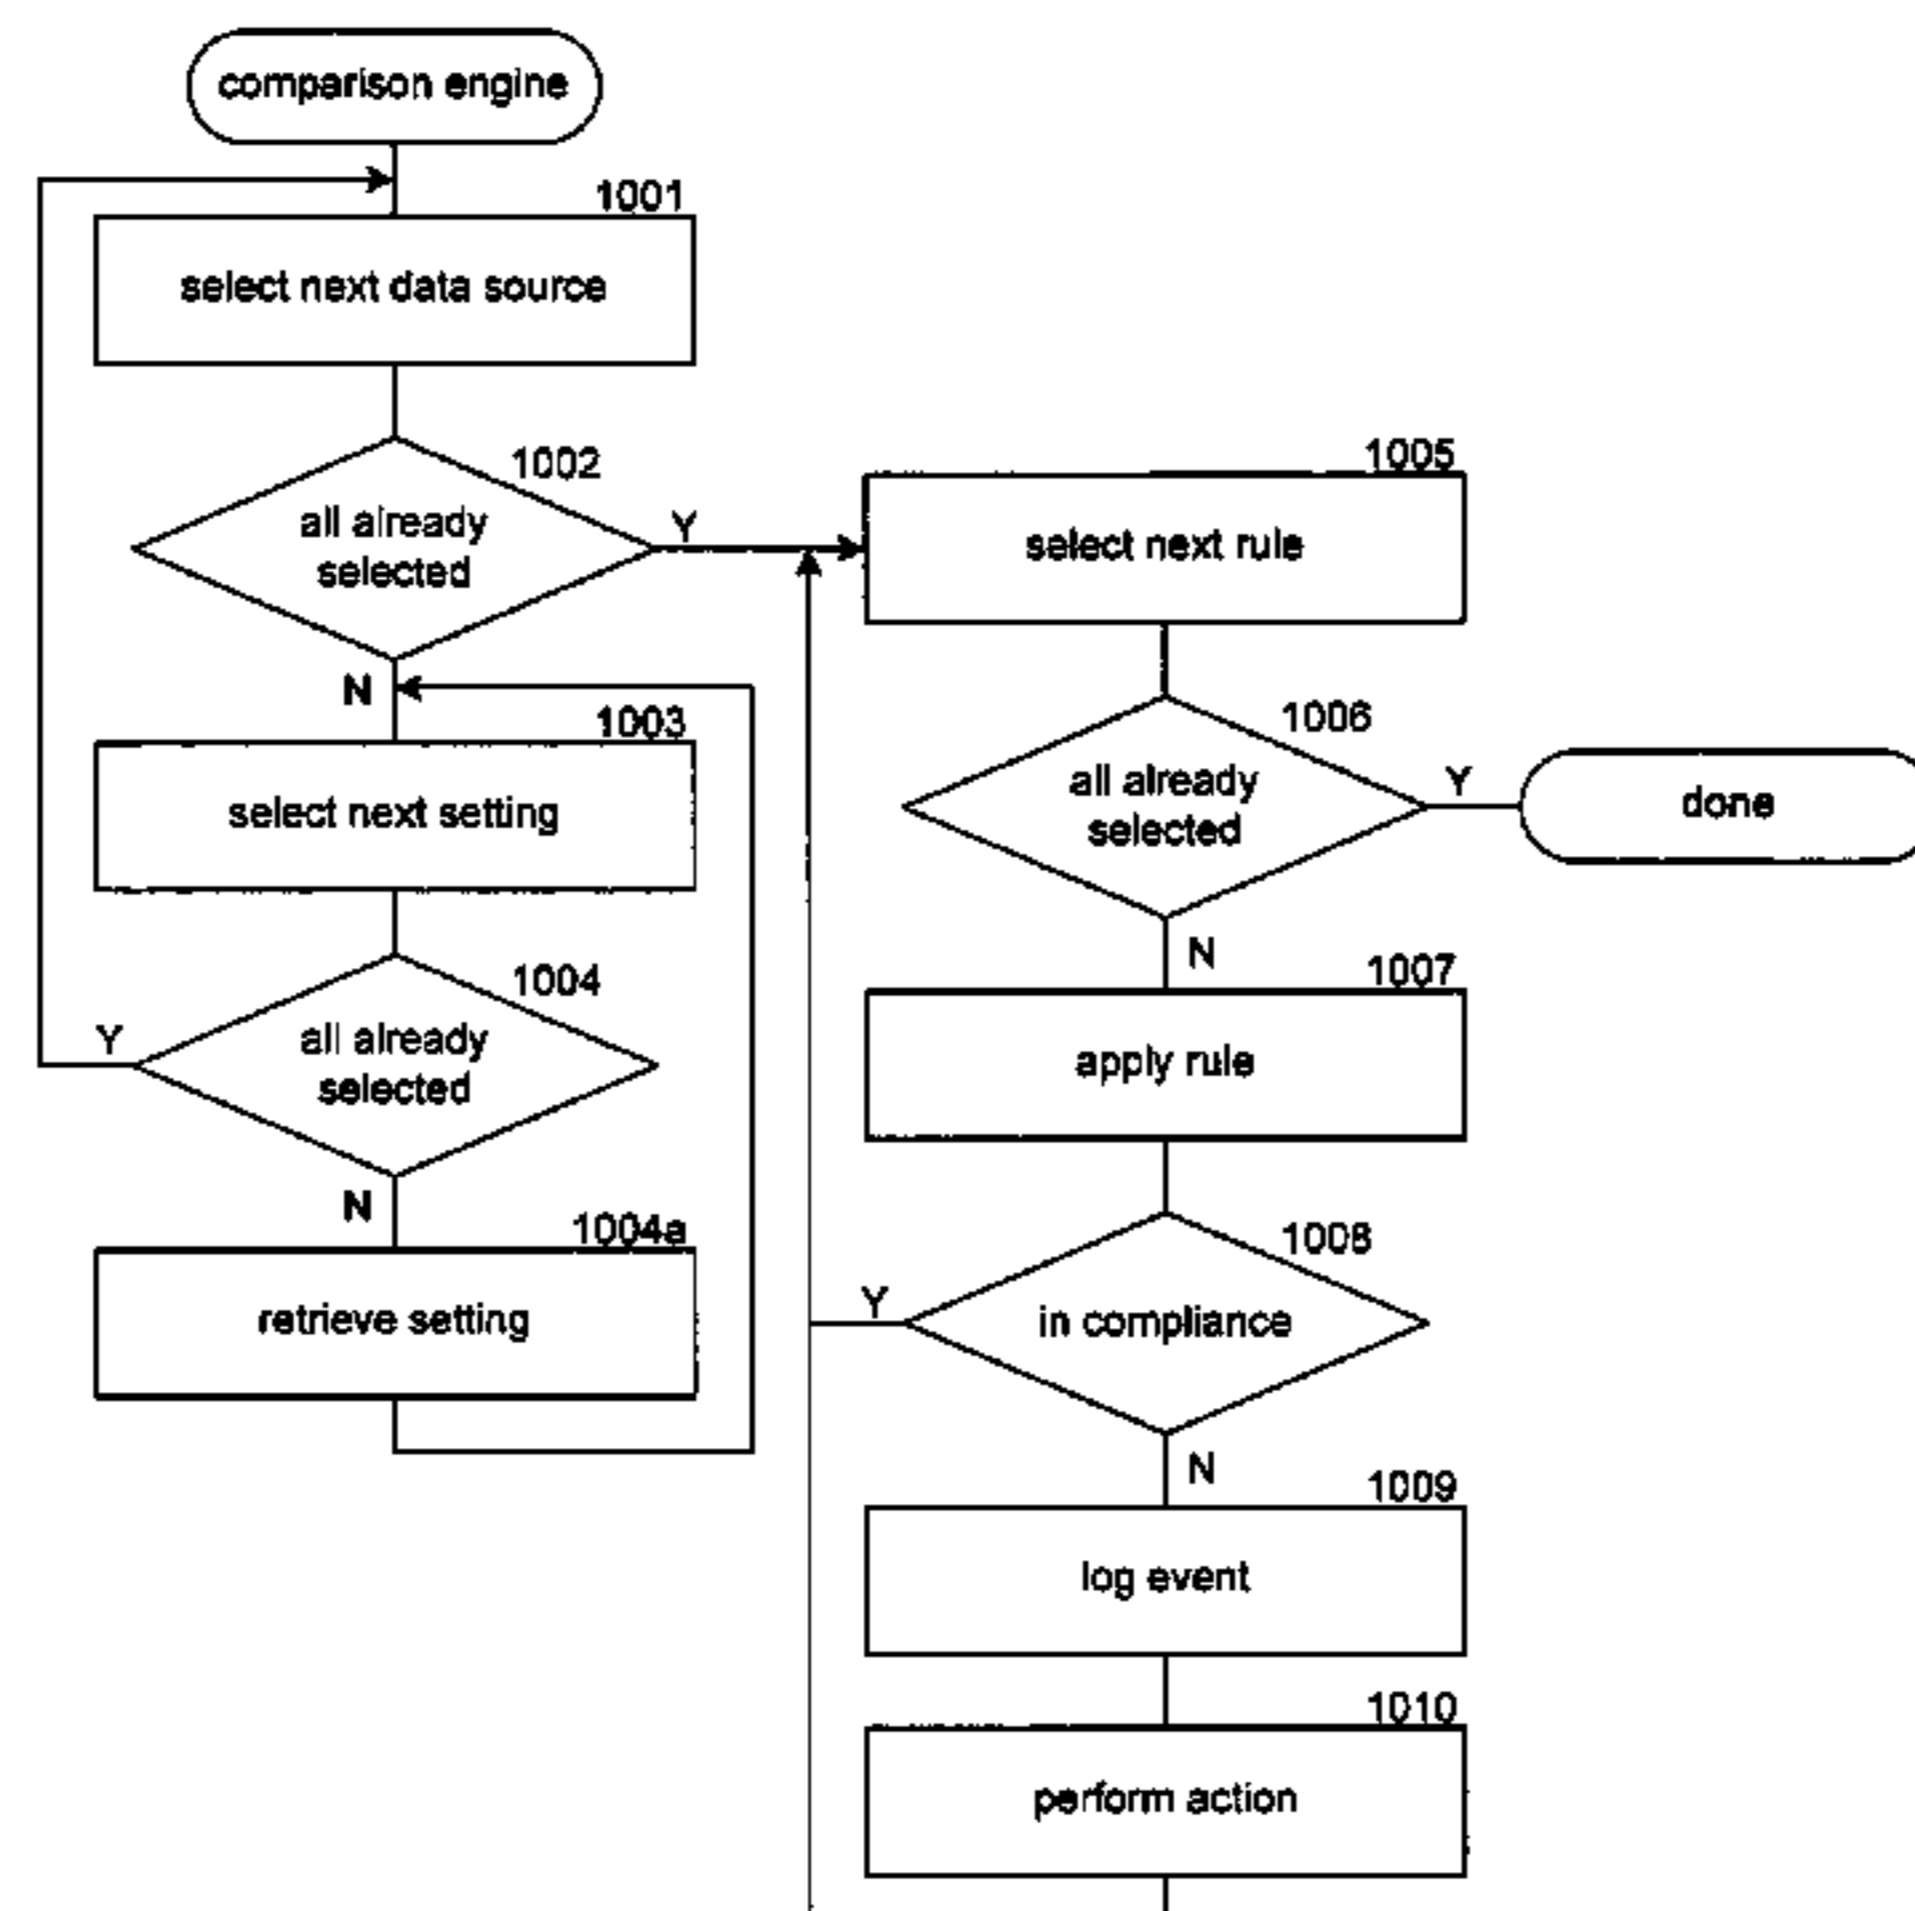 comparison engine
1001
select next data source
1002
all already
selected
Y
N
1003
select next setting
1004
all already
selected
Y
N
1004a
retrieve setting
1005
select next rule
1006
all already
selected
Y
done
N
1007
apply rule
1008
in compliance
Y
N
1009
log event
1010
perform action